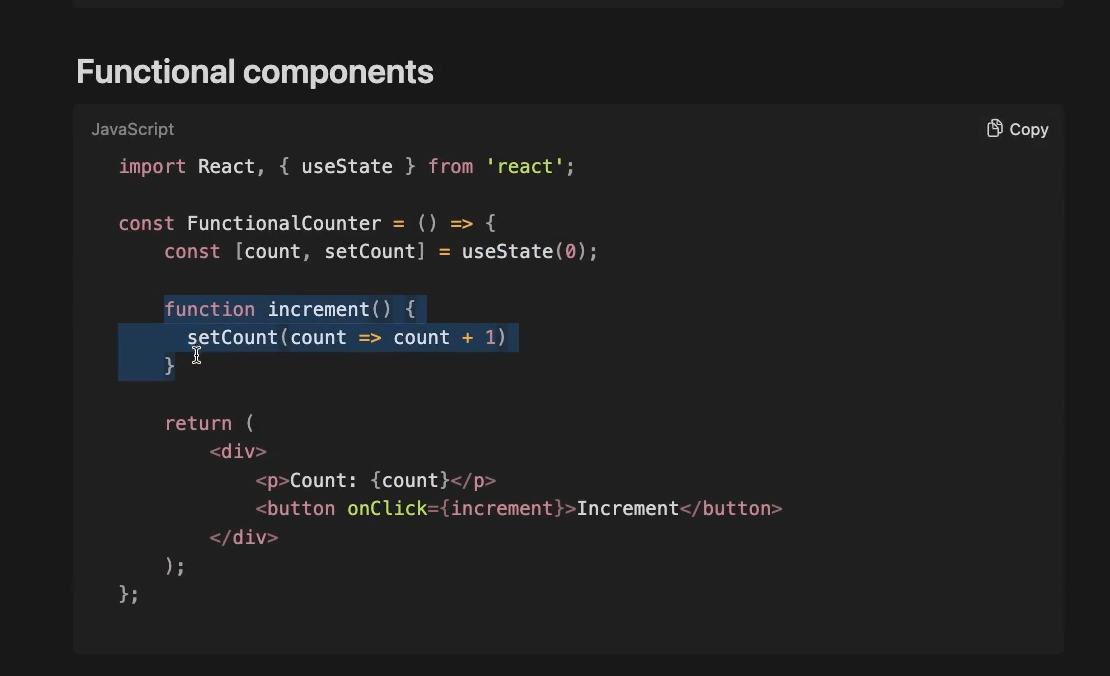 Functional components
JavaScript
Copy
import React, { useState } from 'react';
const FunctionalCounter = () => {
    const [count, setCount] = useState(0);
    function increment() {
      setCount(count => count + 1)
    }
    return (
        <div>
            <p>Count: {count}</p>
            <button onClick={increment}>Increment</button>
        </div>
    );
};